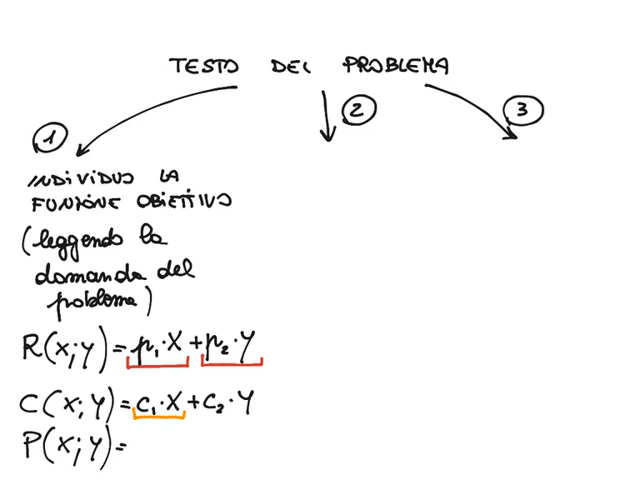 TESTO DEL PROBLEMA
1
2
3
INDIVIDUO LA
FUNZIONE OBIETTIVO
(leggendo la
domanda del
problema)
R(x;y)=p₁·X+p₂·Y
C(x;y)=c₁·X+c₂·Y
P(x;y)=